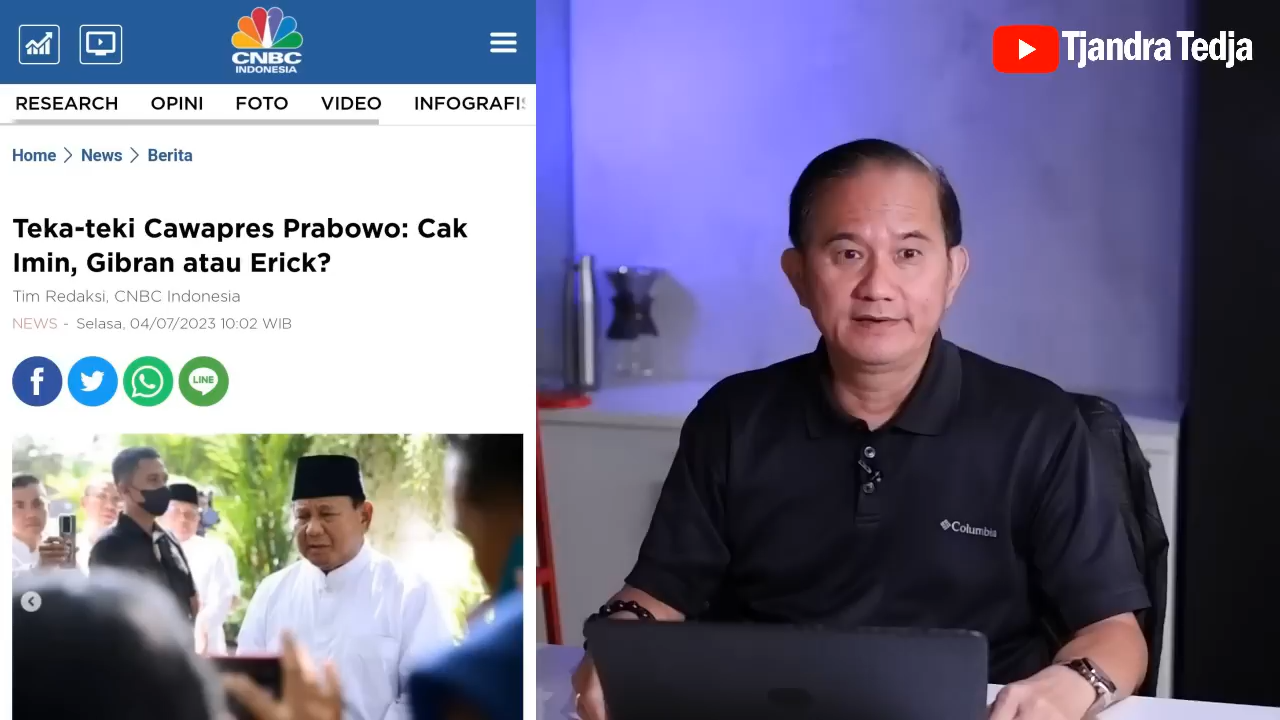 CNBC
INDONESIA
RESEARCH OPINI FOTO VIDEO INFOGRAFIS
Home > News > Berita
Teka-teki Cawapres Prabowo: Cak
Imin, Gibran atau Erick?
Tim Redaksi, CNBC Indonesia
NEWS - Selasa, 04/07/2023 10:02 WIB
LINE
Tjandra Tedja
Columbia